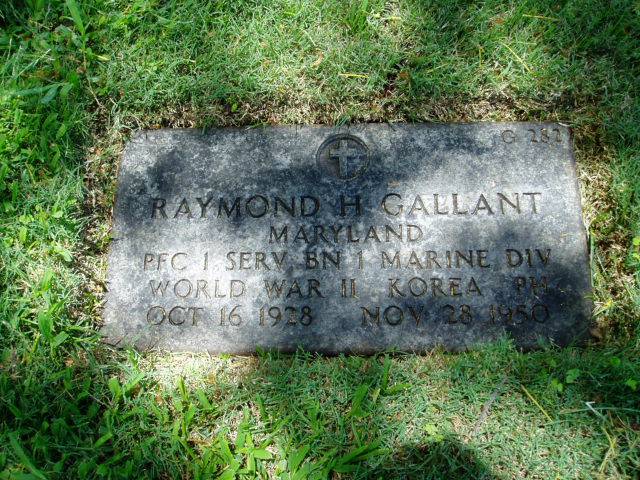 G 282
RAYMOND H GALLANT
MARYLAND
PFC 1 SERV BN 1 MARINE DIV
WORLD WAR II KOREA PH
OCT 16 1928 NOV 28 1950